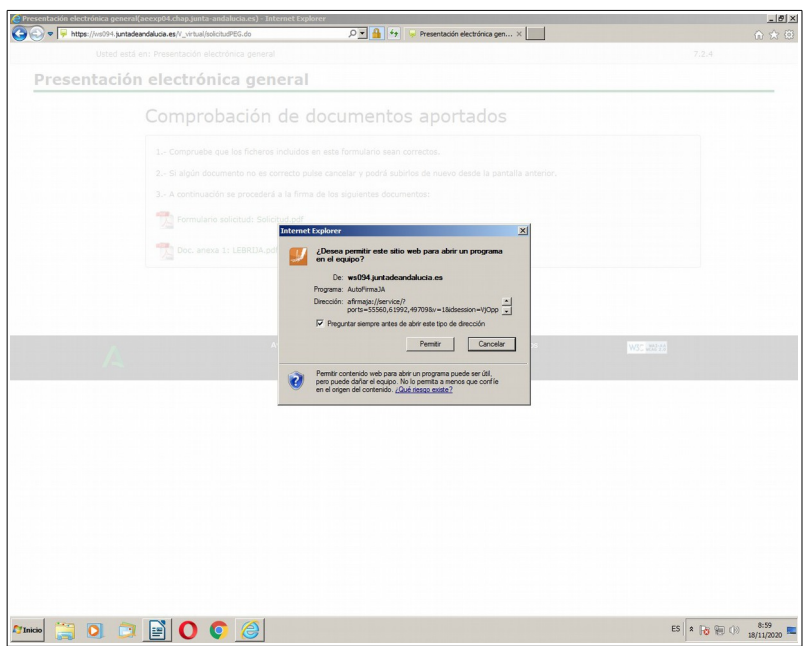 Presentación electrónica general(aeexp04.chap.junta-andalucia.es) - Internet Explorer
https://ws094.juntadeandalucia.es/V_virtual/solicitudPEG.do
Presentación electrónica gen...
Usted está en: Presentación electrónica general
7.2.4
Presentación electrónica general
Comprobación de documentos aportados
1.- Compruebe que los ficheros incluidos en este formulario sean correctos.
2.- Si algún documento no es correcto pulse cancelar y podrá subirlos de nuevo desde la pantalla anterior.
3.- A continuación se procederá a la firma de los siguientes documentos:
Formulario solicitud: Solicitud.pdf
Doc. anexa 1: LEBRIJA.pdf
Internet Explorer
¿Desea permitir este sitio web para abrir un programa
en el equipo?
De: ws094.juntadeandalucia.es
Programa: AutoFirmaJA
Dirección: afirmaja://service/?
ports=55560,61992,49709&v=1&idsession=VjOpp
Preguntar siempre antes de abrir este tipo de dirección
Permitir
Cancelar
Permitir contenido web para abrir un programa puede ser útil,
pero puede dañar el equipo. No lo permita a menos que confíe
en el origen del contenido. ¿Qué riesgo existe?
Inicio
ES
8:59
18/11/2020